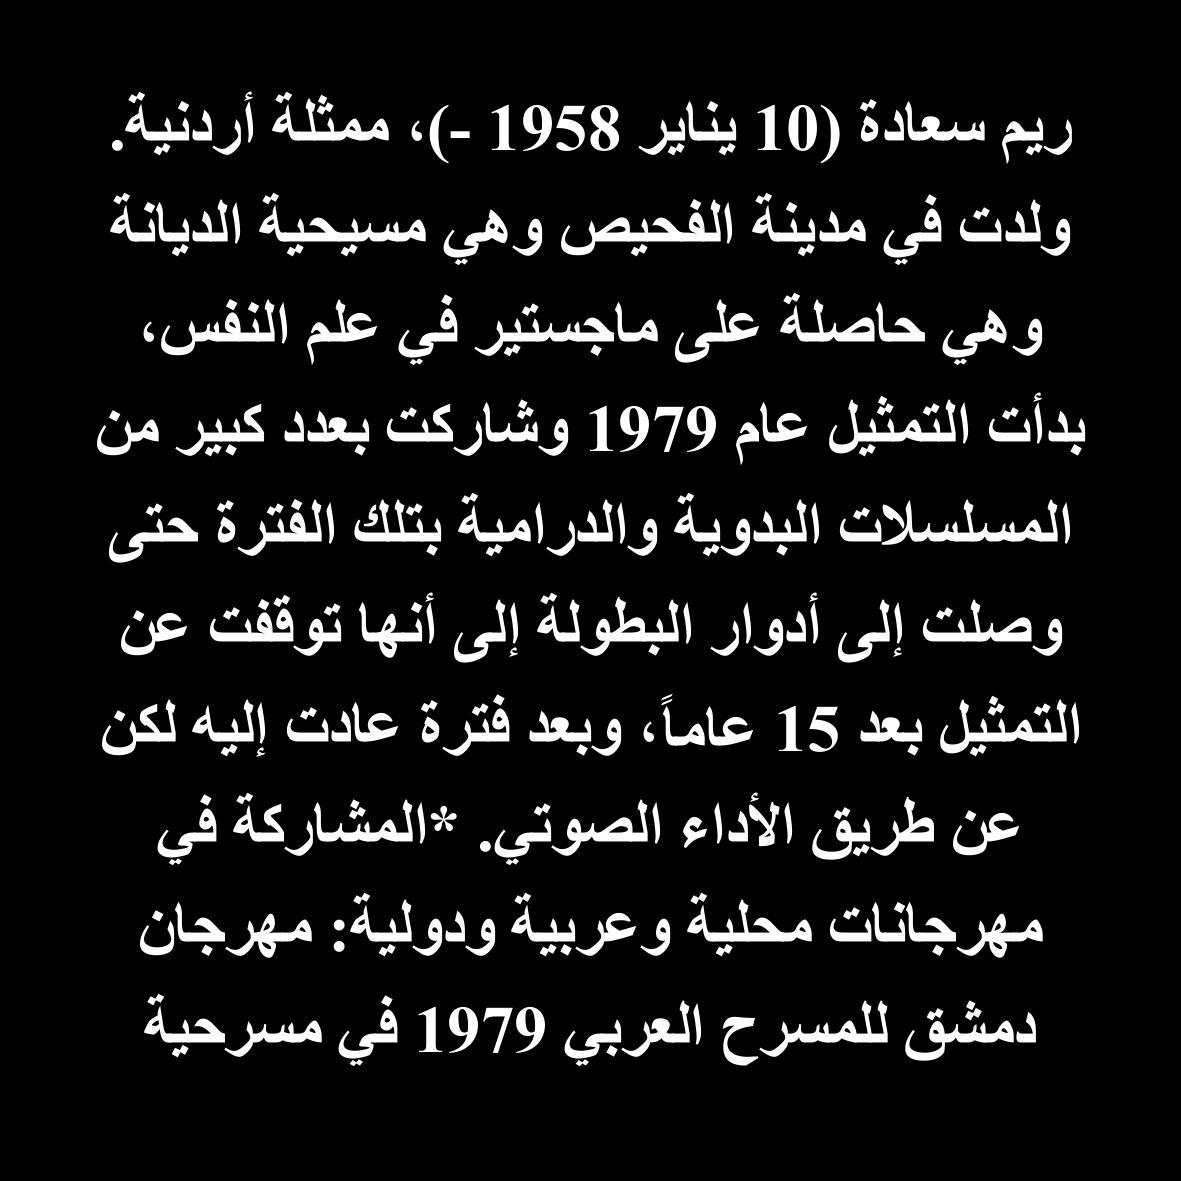 ريم سعادة (10 يناير 1958 -)، ممثلة أردنية.
ولدت في مدينة الفحيص وهي مسيحية الديانة
وهي حاصلة على ماجستير في علم النفس،
بدأت التمثيل عام 1979 وشاركت بعدد كبير من
المسلسلات البدوية والدرامية بتلك الفترة حتى
وصلت إلى أدوار البطولة إلى أنها توقفت عن
التمثيل بعد 15 عاماً، وبعد فترة عادت إليه لكن
عن طريق الأداء الصوتي. *المشاركة في
مهرجانات محلية وعربية ودولية: مهرجان
دمشق للمسرح العربي 1979 في مسرحية